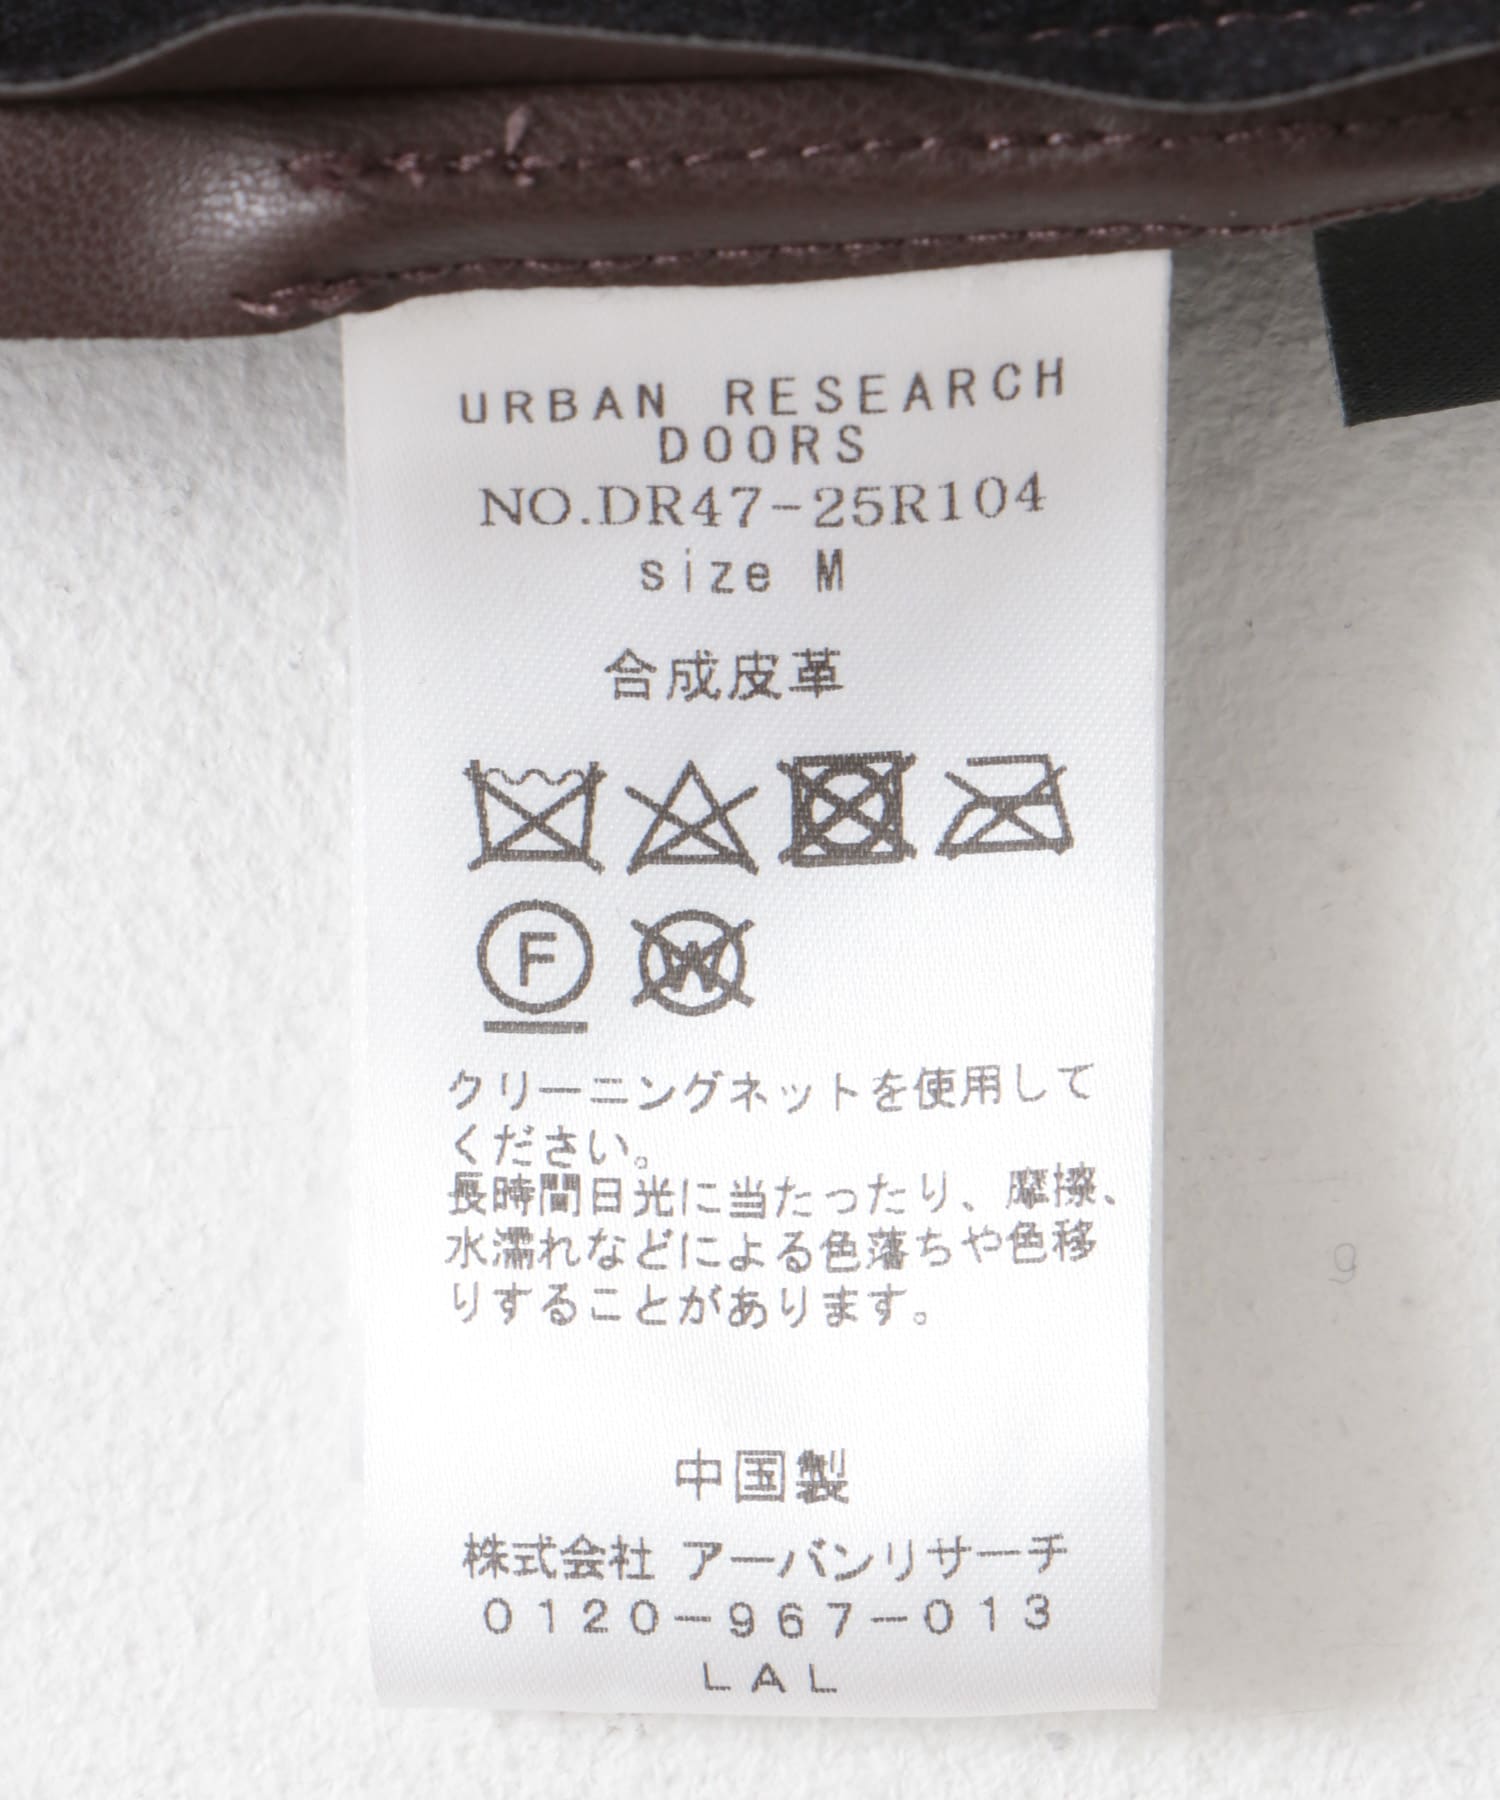 URBAN RESEARCH
DOORS
NO.DR47-25R104
size M
合成皮革
F
W
クリーニングネットを使用して
ください。
長時間日光に当たったり、摩擦、
水濡れなどによる色落ちや色移
りすることがあります。
中国製
株式会社 アーバンリサーチ
0120-967-013
LAL